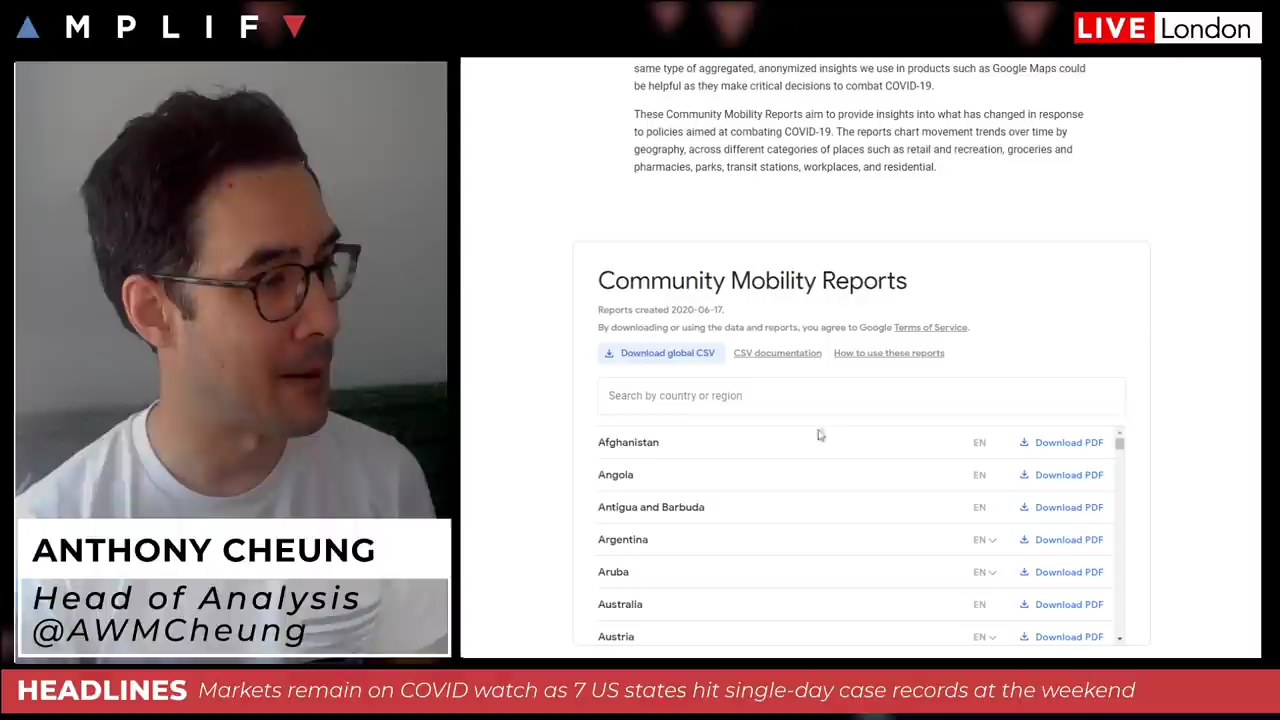 AMPLIFY
LIVE London
same type of aggregated, anonymized insights we use in products such as Google Maps could
be helpful as they make critical decisions to combat COVID-19.
These Community Mobility Reports aim to provide insights into what has changed in response
to policies aimed at combating COVID-19. The reports chart movement trends over time by
geography, across different categories of places such as retail and recreation, groceries and
pharmacies, parks, transit stations, workplaces, and residential.
Community Mobility Reports
Reports created 2020-06-17.
By downloading or using the data and reports, you agree to Google Terms of Service.
Download global CSV CSV documentation How to use these reports
Search by country or region
Afghanistan EN Download PDF
Angola EN Download PDF
Antigua and Barbuda EN Download PDF
Argentina EN Download PDF
Aruba EN Download PDF
Australia EN Download PDF
Austria EN Download PDF
ANTHONY CHEUNG
Head of Analysis
@AWMCheung
HEADLINES Markets remain on COVID watch as 7 US states hit single-day case records at the weekend